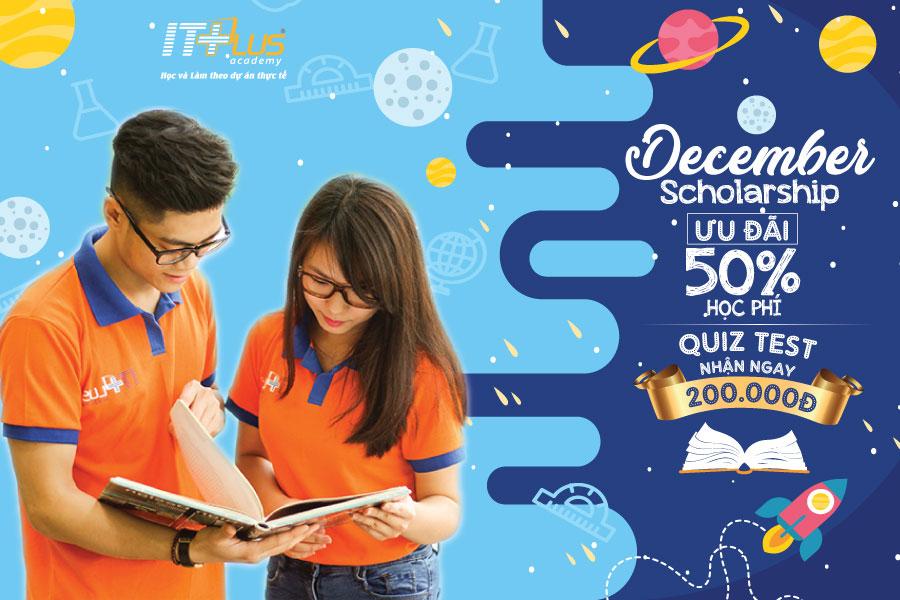 ITPLUS
academy
Học và Làm theo dự án thực tế
December
Scholarship
ƯU ĐÃI
50%
HỌC PHÍ
QUIZ TEST
NHẬN NGAY
200.000Đ